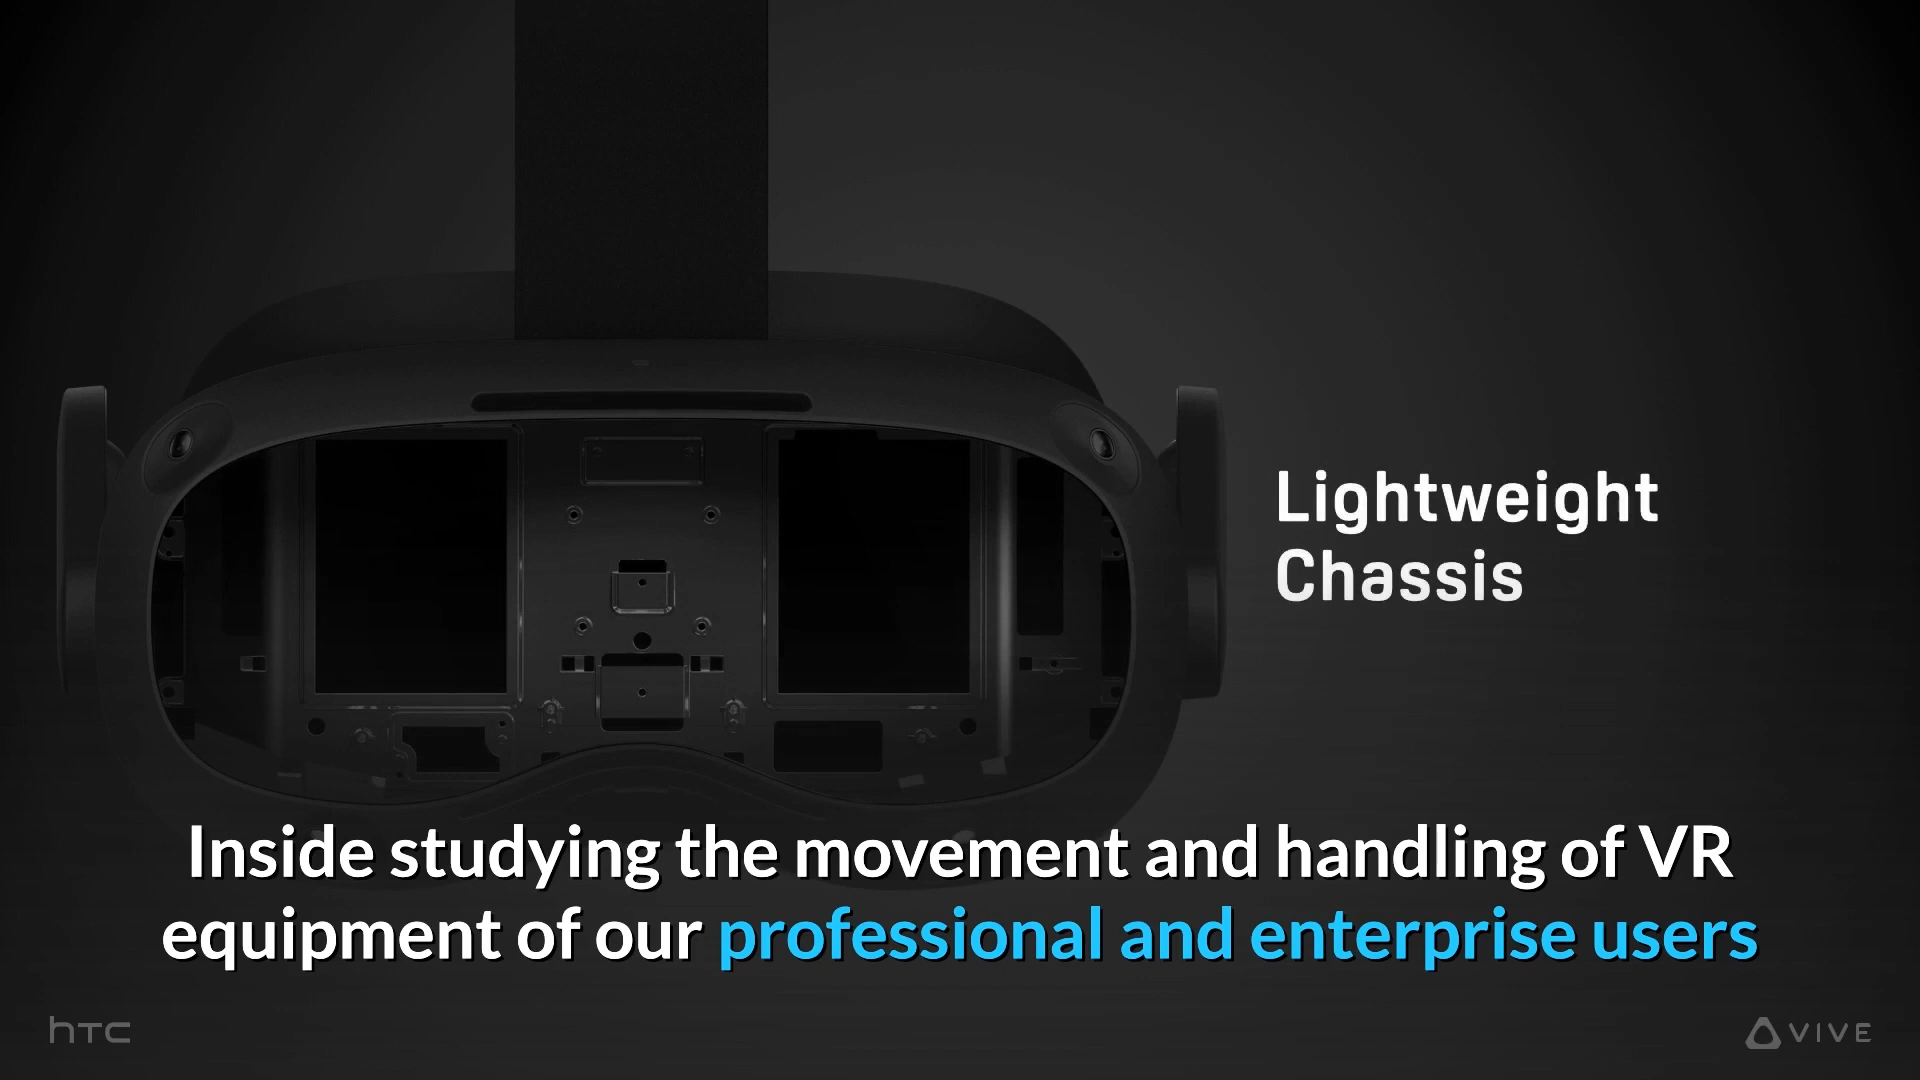 Lightweight
Chassis
Inside studying the movement and handling of VR
equipment of our professional and enterprise users
hTC
VIVE